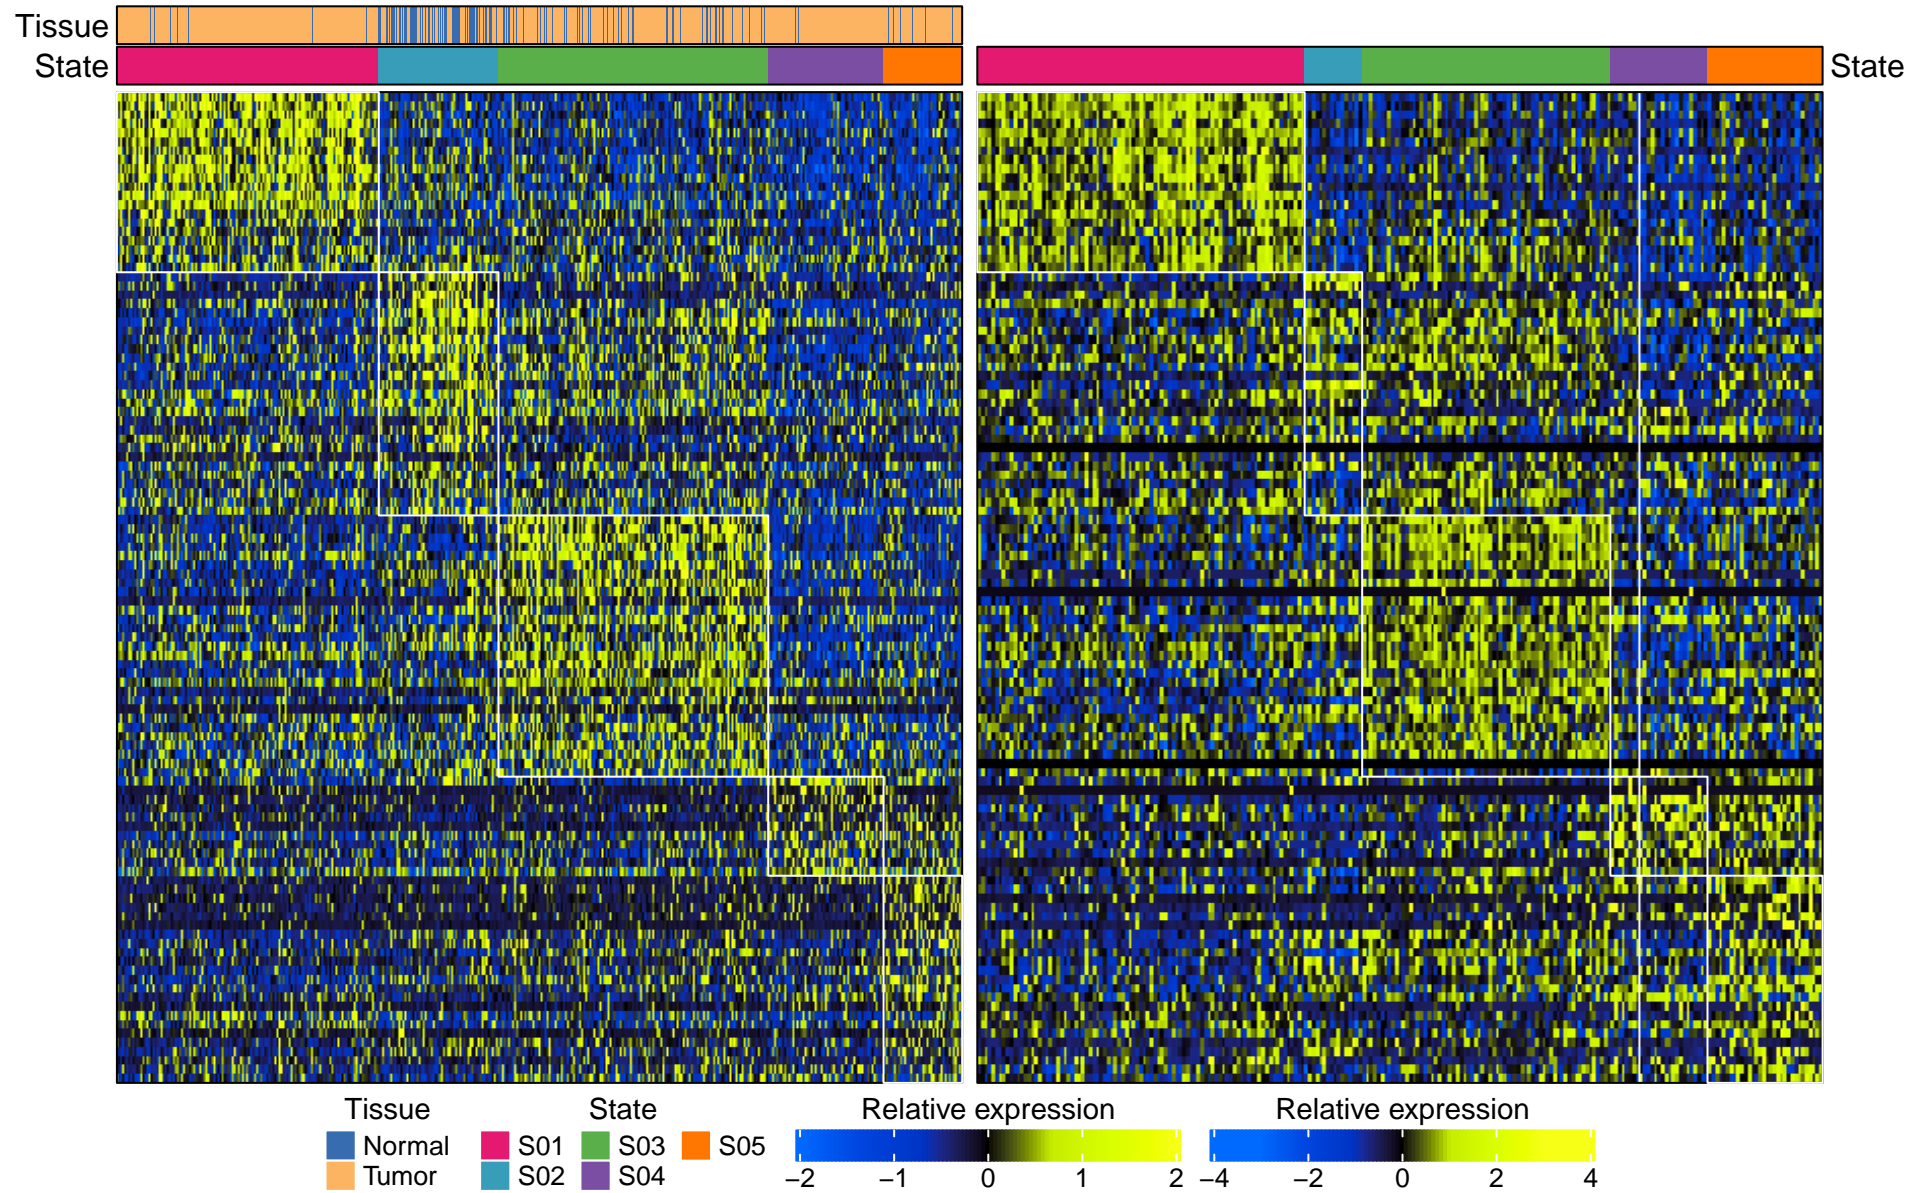 Tissue
State
State
Tissue State Relative expression Relative expression
Normal S01 S03 S05
Tumor S02 S04
−2 −1 0 1 2 −4 −2 0 2 4